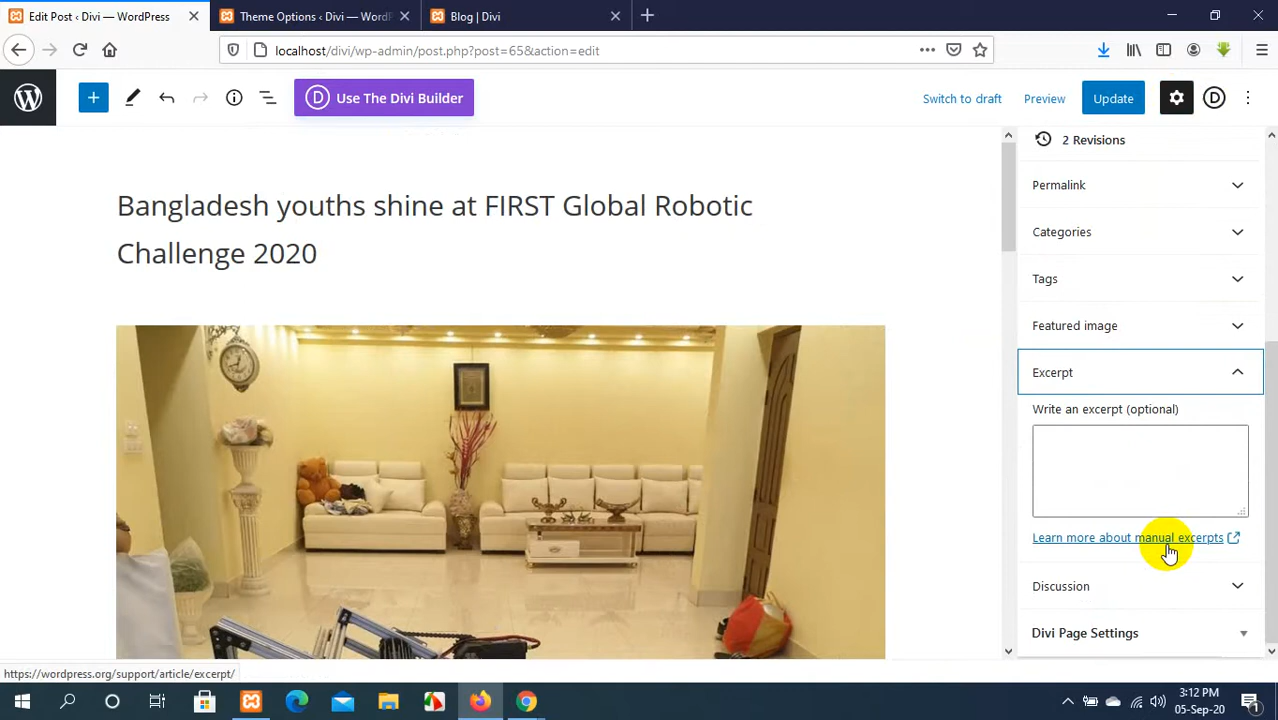 Edit Post ‹ Divi — WordPress
Theme Options ‹ Divi — WordP
Blog | Divi
localhost/divi/wp-admin/post.php?post=65&action=edit
Use The Divi Builder
Switch to draft
Preview
Update
2 Revisions
Permalink
Bangladesh youths shine at FIRST Global Robotic
Challenge 2020
Categories
Tags
Featured image
Excerpt
Write an excerpt (optional)
Learn more about manual excerpts
Discussion
Divi Page Settings
https://wordpress.org/support/article/excerpt/
3:12 PM
05-Sep-20